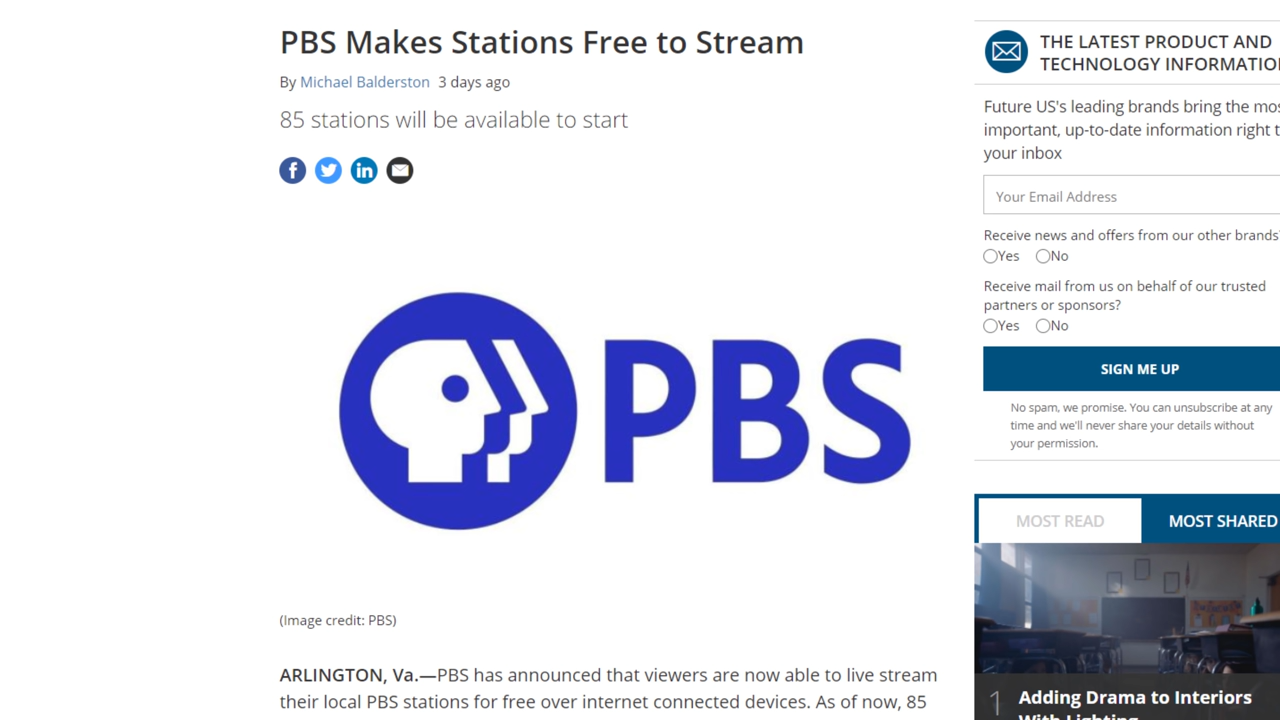 PBS Makes Stations Free to Stream
By Michael Balderston 3 days ago
85 stations will be available to start
f
in
PBS
(Image credit: PBS)
ARLINGTON, Va.—PBS has announced that viewers are now able to live stream
their local PBS stations for free over internet connected devices. As of now, 85
THE LATEST PRODUCT AND
TECHNOLOGY
Future US's leading brands bring the
important, up-to-date information right
your inbox
Your Email Address
Receive news and offers from our other brands?
Yes No
Receive mail from us on behalf of our trusted
partners or sponsors?
Yes No
SIGN ME UP
No spam, we promise. You can unsubscribe at any
time and we'll never share your details without
your permission.
MOST READ MOST SHARED
1 Adding Drama to Interiors
With Lighting